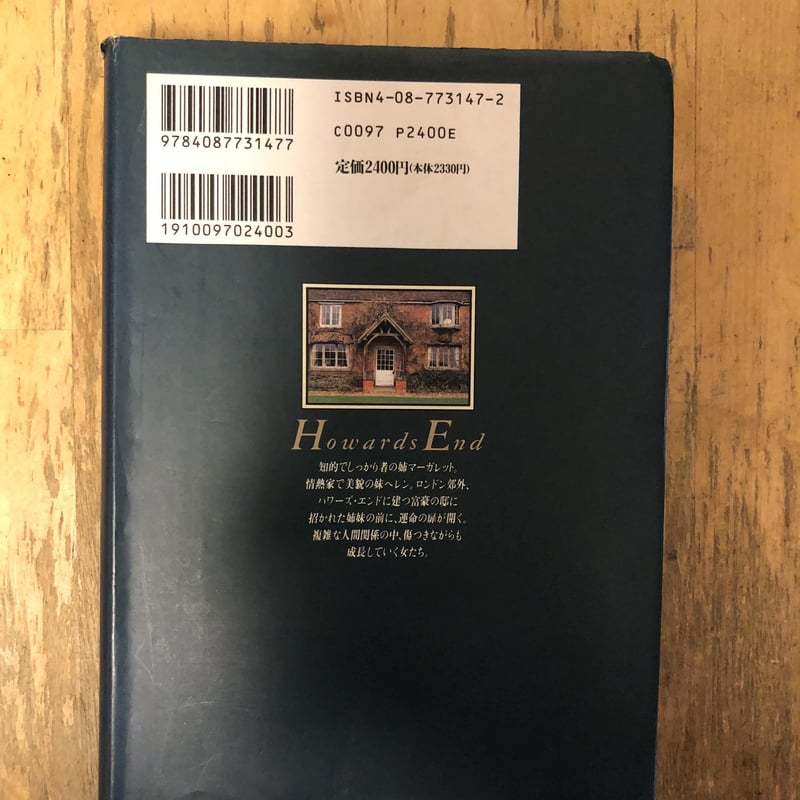 ISBN4-08-773147-2
9784087731477
C0097 P2400E
定価2400円(本体2330円)
1910097024003
Howards End
知的でしっかり者の姉マーガレット。
情熱家で美貌の妹ヘレン。ロンドン郊外、
ハワーズ・エンドに建つ富豪の邸に
招かれた姉妹の前に、運命の扉が開く。
複雑な人間関係の中、傷つきながらも
成長していく女たち。